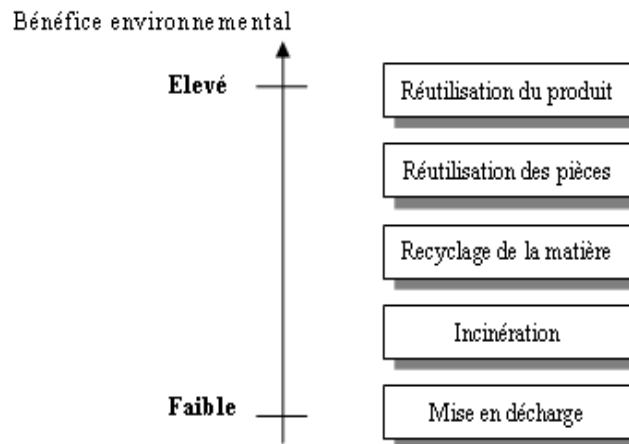 Bénéfice environnemental
Elevé
Réutilisation du produit
Réutilisation des pièces
Recyclage de la matière
Incinération
Faible
Mise en décharge